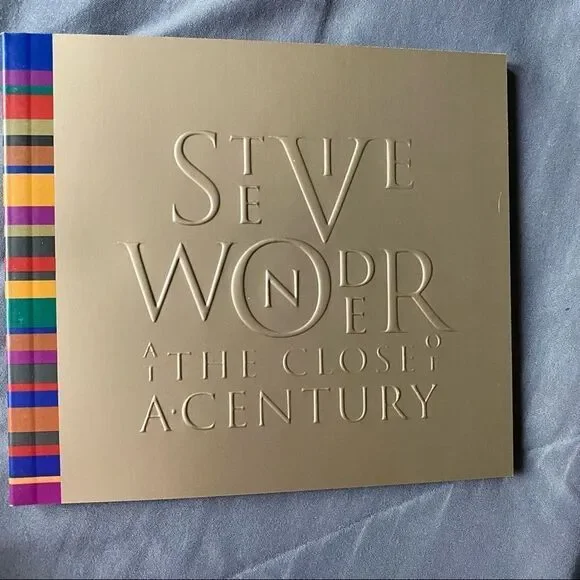 STEVIE
WONDER
AT THE CLOSE OF
A·CENTURY